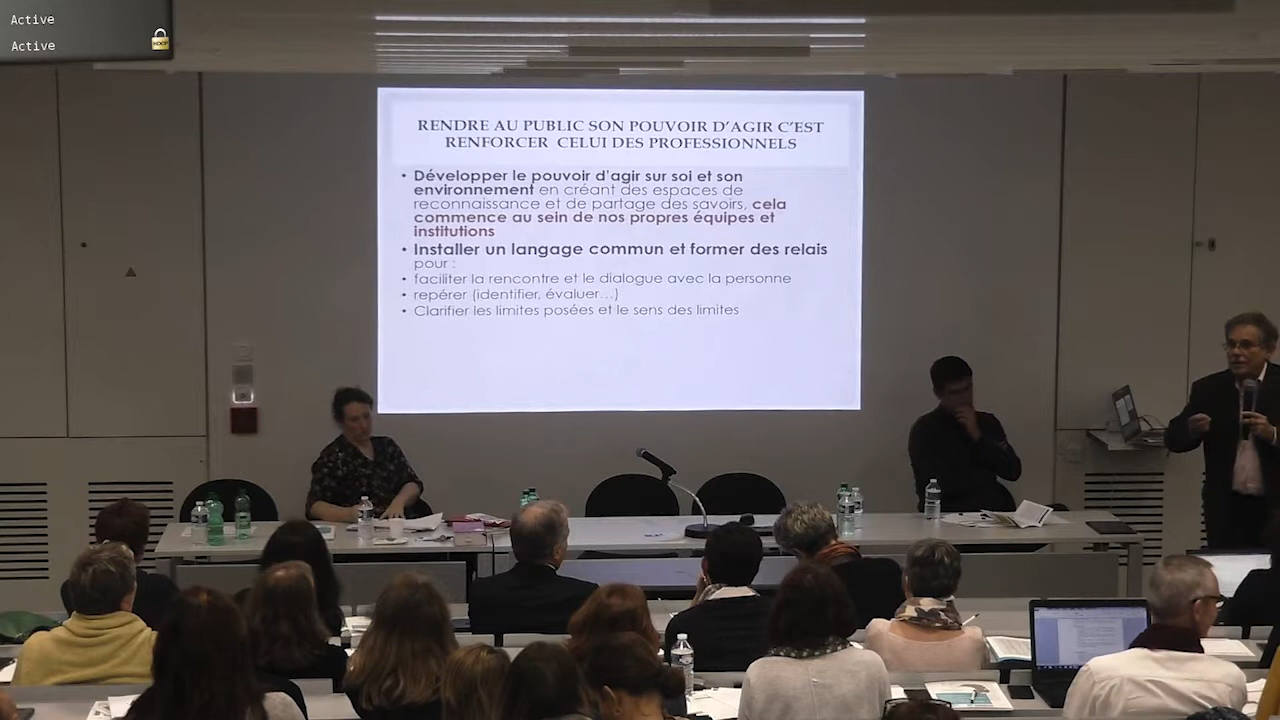 Active
Active
RENDRE AU PUBLIC SON POUVOIR D'AGIR C'EST
RENFORCER CELUI DES PROFESSIONNELS
• Développer le pouvoir d'agir sur soi et son
environnement en créant des espaces de
reconnaissance et de partage des savoirs, cela
commence au sein de nos propres équipes et
institutions
• Installer un langage commun et former des relais
pour :
• faciliter la rencontre et le dialogue avec la personne
• repérer (identifier, évaluer...)
• Clarifier les limites posées et le sens des limites